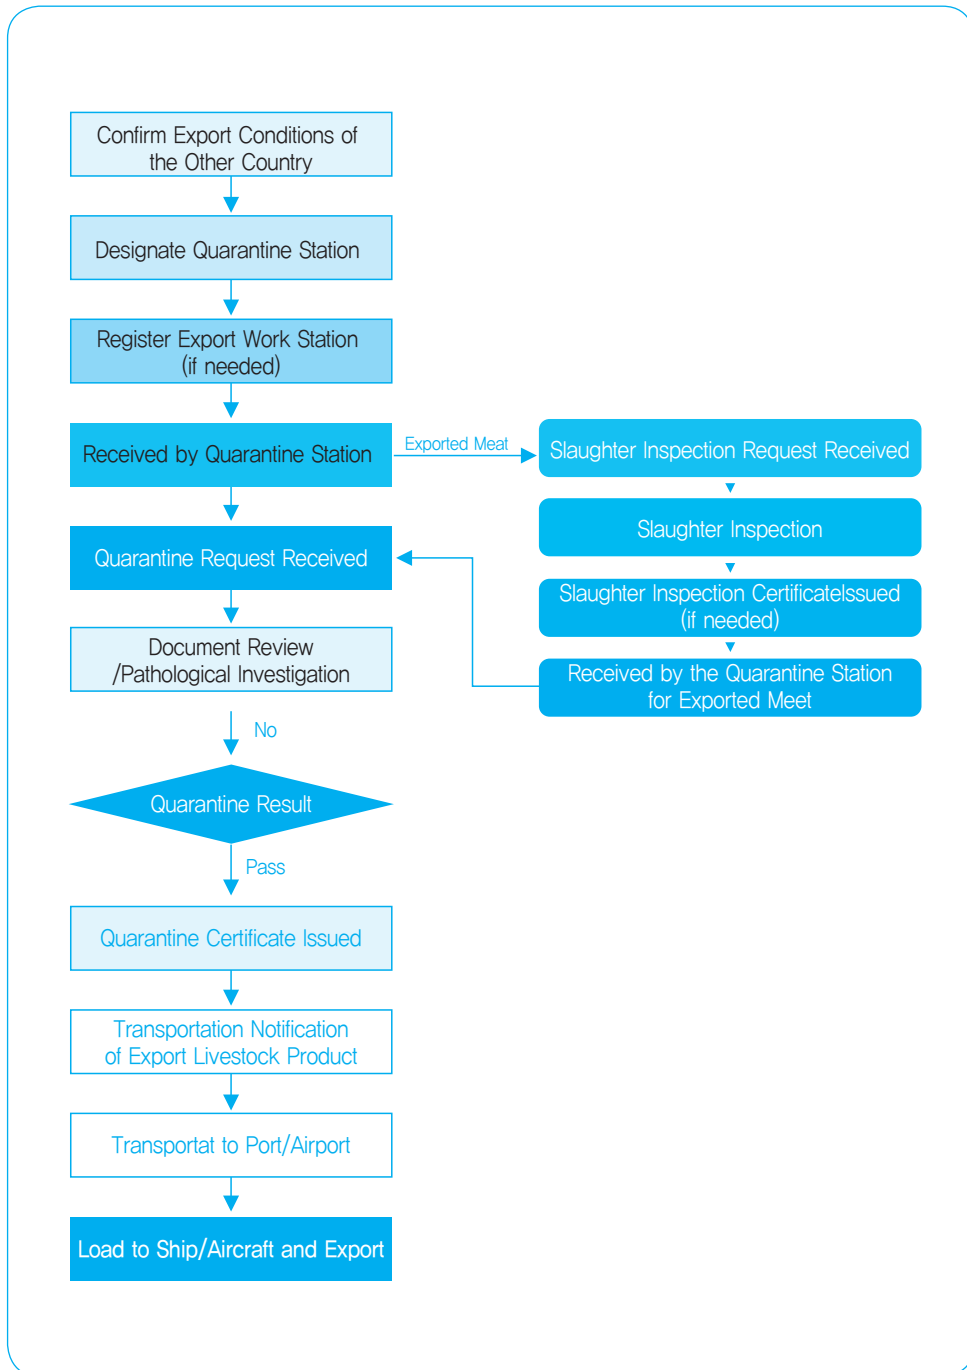 Confirm Export Conditions of
the Other Country
Designate Quarantine Station
Register Export Work Station
(if needed)
Received by Quarantine Station
Exported Meat
Slaughter Inspection Request Received
Slaughter Inspection
Slaughter Inspection CertificateIssued
(if needed)
Received by the Quarantine Station
for Exported Meet
Quarantine Request Received
Document Review
/Pathological Investigation
No
Quarantine Result
Pass
Quarantine Certificate Issued
Transportation Notification
of Export Livestock Product
Transportat to Port/Airport
Load to Ship/Aircraft and Export